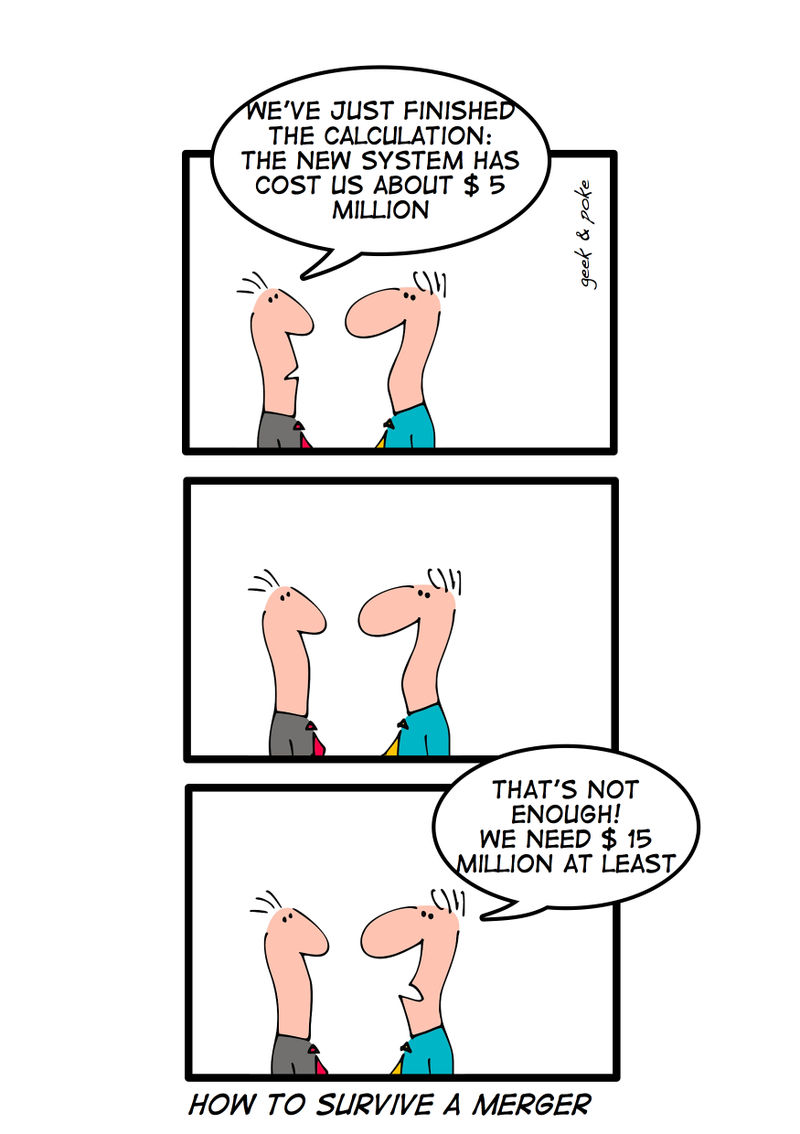 WE'VE JUST FINISHED
THE CALCULATION:
THE NEW SYSTEM HAS
COST US ABOUT $ 5
MILLION
geek & poke
THAT'S NOT
ENOUGH!
WE NEED $ 15
MILLION AT LEAST
HOW TO SURVIVE A MERGER